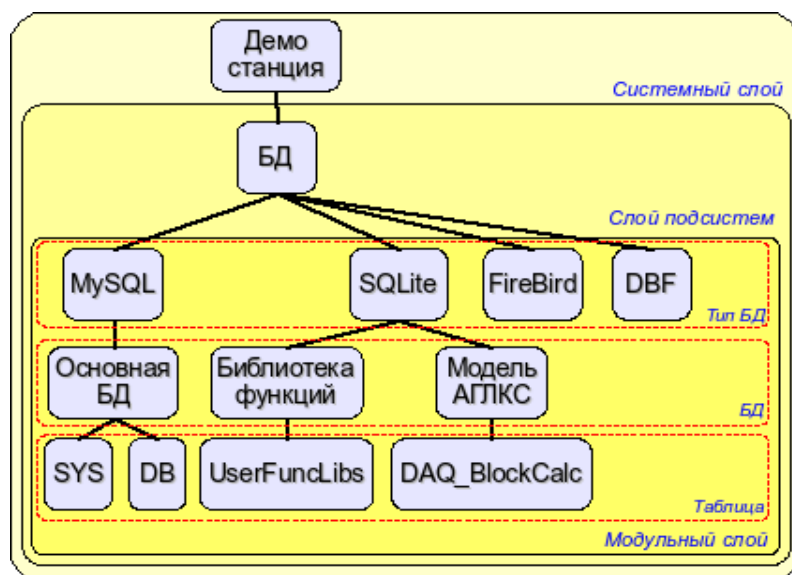 Демо
станция
Системный слой
БД
Слой подсистем
MySQL
SQLite
FireBird
DBF
Тип БД
Основная
БД
Библиотека
функций
Модель
АГЛКС
БД
SYS
DB
UserFuncLibs
DAQ_BlockCalc
Таблица
Модульный слой